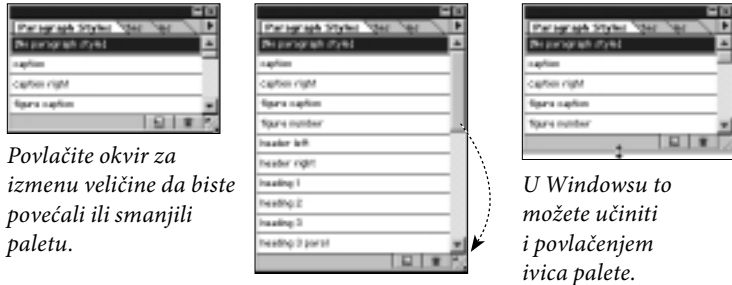 Paragraph Styles
[No paragraph style]
caption
caption right
figure caption
Povlačite okvir za
izmenu veličine da biste
povećali ili smanjili
paletu.
Paragraph Styles
[No paragraph style]
caption
caption right
figure caption
figure number
header left
header right
heading 1
heading 2
heading 3
heading 3 parst
Paragraph Styles
[No paragraph style]
caption
caption right
figure caption
figure number
U Windowsu to
možete učiniti
i povlačenjem
ivica palete.